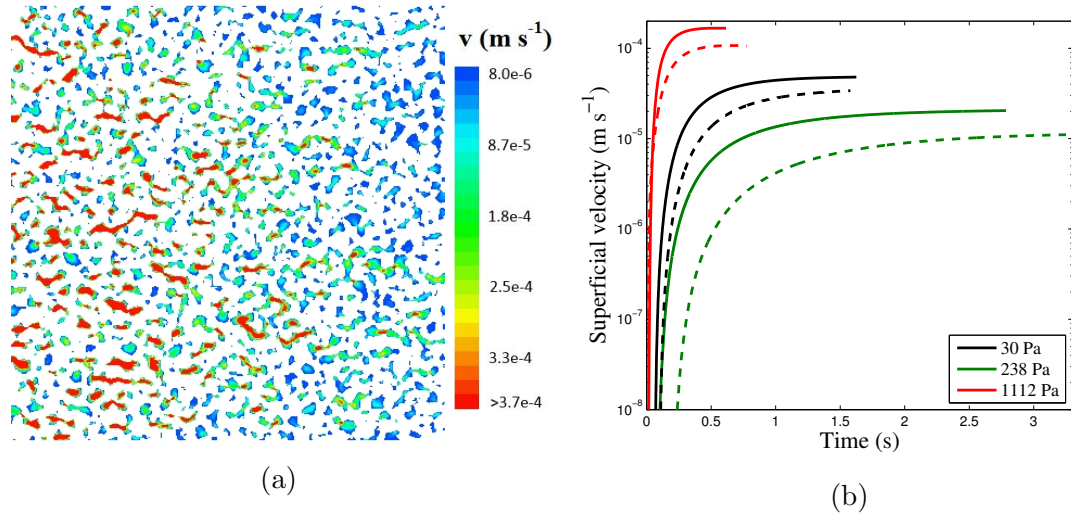 v (m s⁻¹)
8.0e-6
8.7e-5
1.8e-4
2.5e-4
3.3e-4
>3.7e-4
(a)
Superficial velocity (m s⁻¹)
10⁻⁴
10⁻⁵
10⁻⁶
10⁻⁷
10⁻⁸
0 0.5 1 1.5 2 2.5 3
Time (s)
30 Pa
238 Pa
1112 Pa
(b)